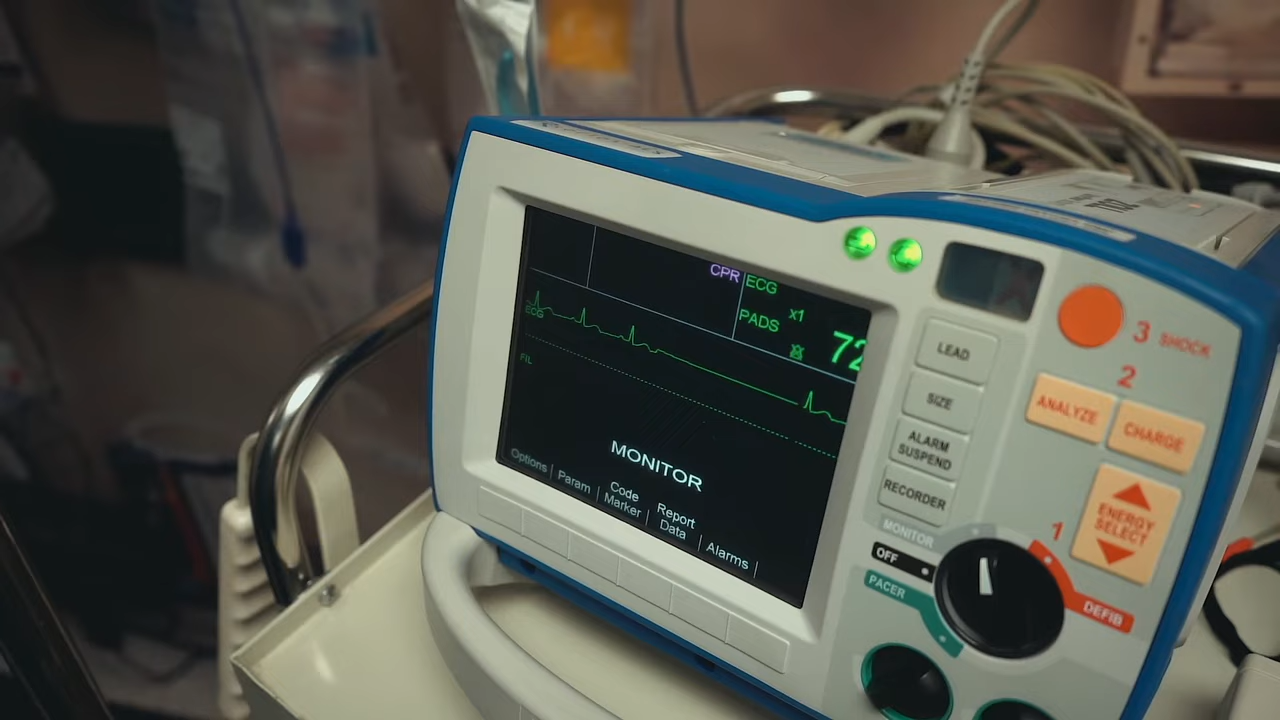 CPR
ECG
x1
PADS
72
ECG
FIL
MONITOR
Options
Param
Code
Marker
Report
Data
Alarms
LEAD
SIZE
ALARM
SUSPEND
RECORDER
3 SHOCK
2
ANALYZE
CHARGE
ENERGY
SELECT
1
MONITOR
OFF
PACER
DEFIB